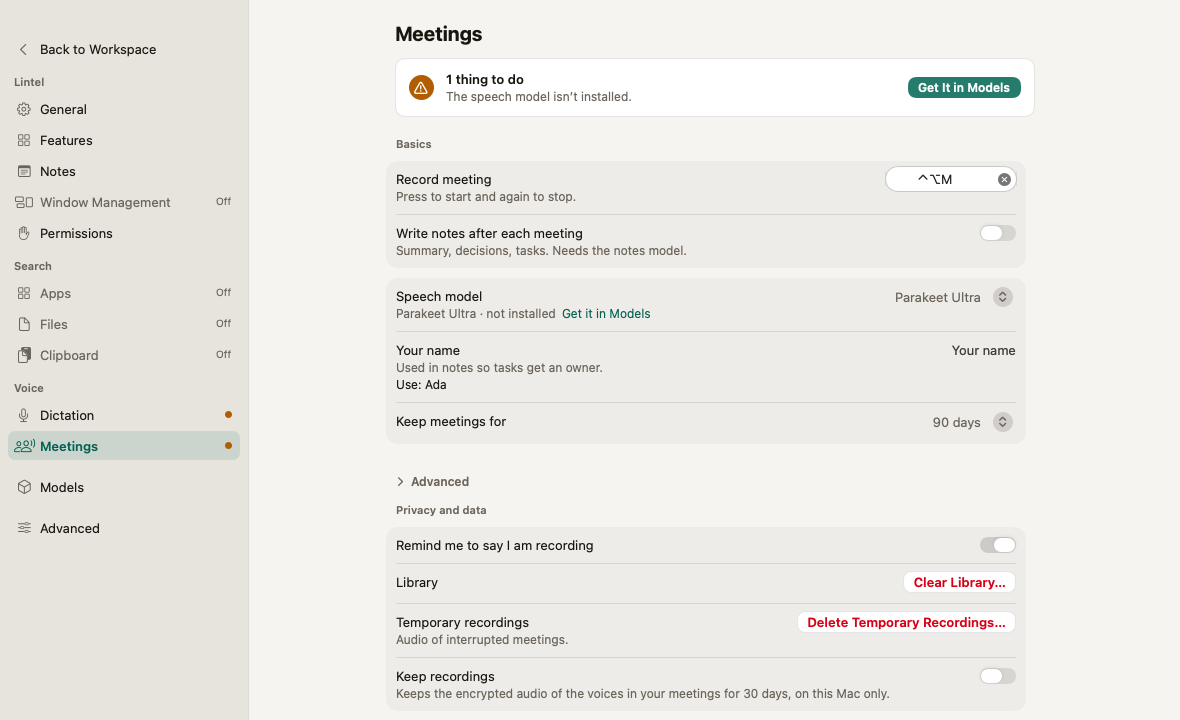 Back to Workspace
Lintel
General
Features
Notes
Window Management Off
Permissions
Search
Apps Off
Files Off
Clipboard Off
Voice
Dictation
Meetings
Models
Advanced
Meetings
1 thing to do
The speech model isn’t installed.
Get It in Models
Basics
Record meeting
Press to start and again to stop.
⌃⌥M
Write notes after each meeting
Summary, decisions, tasks. Needs the notes model.
Speech model
Parakeet Ultra · not installed Get it in Models
Parakeet Ultra
Your name
Used in notes so tasks get an owner.
Use: Ada
Your name
Keep meetings for
90 days
Advanced
Privacy and data
Remind me to say I am recording
Library
Clear Library...
Temporary recordings
Audio of interrupted meetings.
Delete Temporary Recordings...
Keep recordings
Keeps the encrypted audio of the voices in your meetings for 30 days, on this Mac only.